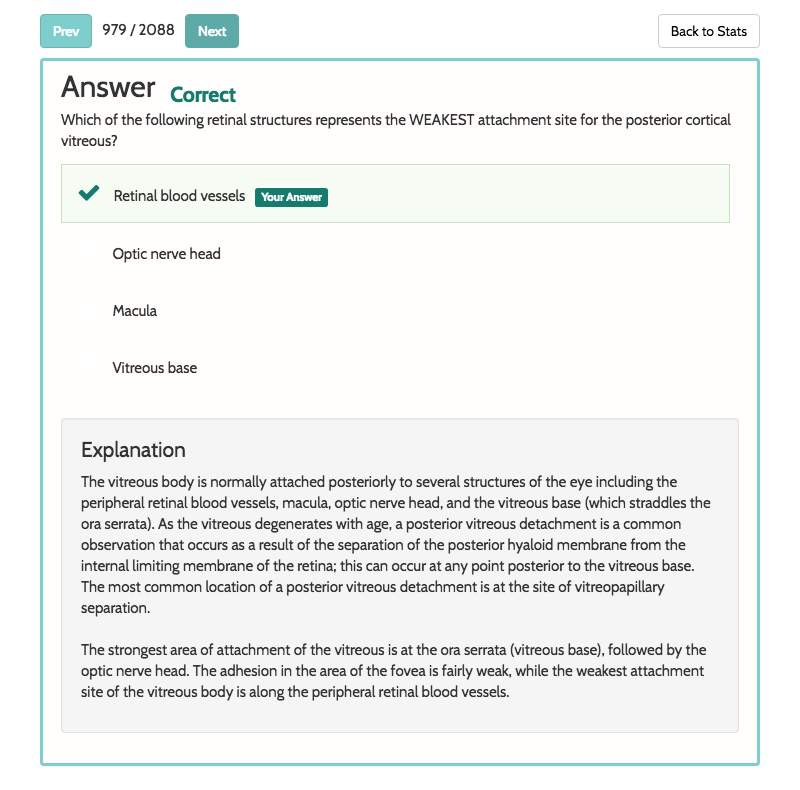 Prev 979 / 2088 Next Back to Stats
Answer Correct
Which of the following retinal structures represents the WEAKEST attachment site for the posterior cortical
vitreous?
Retinal blood vessels Your Answer
Optic nerve head
Macula
Vitreous base
Explanation
The vitreous body is normally attached posteriorly to several structures of the eye including the
peripheral retinal blood vessels, macula, optic nerve head, and the vitreous base (which straddles the
ora serrata). As the vitreous degenerates with age, a posterior vitreous detachment is a common
observation that occurs as a result of the separation of the posterior hyaloid membrane from the
internal limiting membrane of the retina; this can occur at any point posterior to the vitreous base.
The most common location of a posterior vitreous detachment is at the site of vitreopapillary
separation.
The strongest area of attachment of the vitreous is at the ora serrata (vitreous base), followed by the
optic nerve head. The adhesion in the area of the fovea is fairly weak, while the weakest attachment
site of the vitreous body is along the peripheral retinal blood vessels.